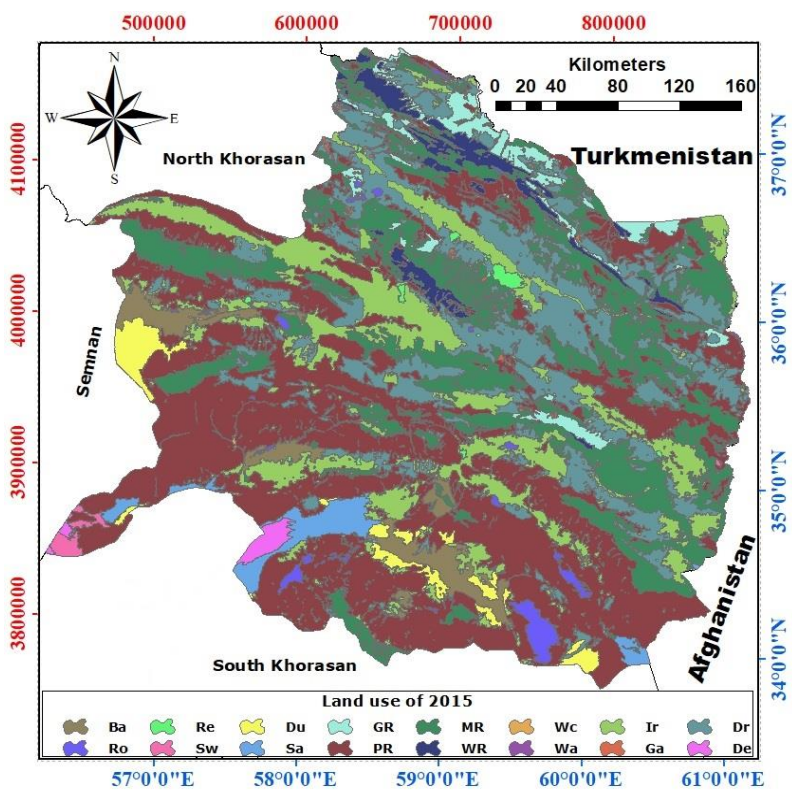 500000 600000 700000 800000
N
W E
S
Kilometers
0 20 40 80 120 160
North Khorasan
Turkmenistan
4100000
4000000
3900000
3800000
37°0'0"N
36°0'0"N
35°0'0"N
34°0'0"N
Semnan
Afghanistan
South Khorasan
Land use of 2015
Ba Re Du GR MR Wc Ir Dr
Ro Sw Sa PR WR Wa Ga De
57°0'0"E 58°0'0"E 59°0'0"E 60°0'0"E 61°0'0"E